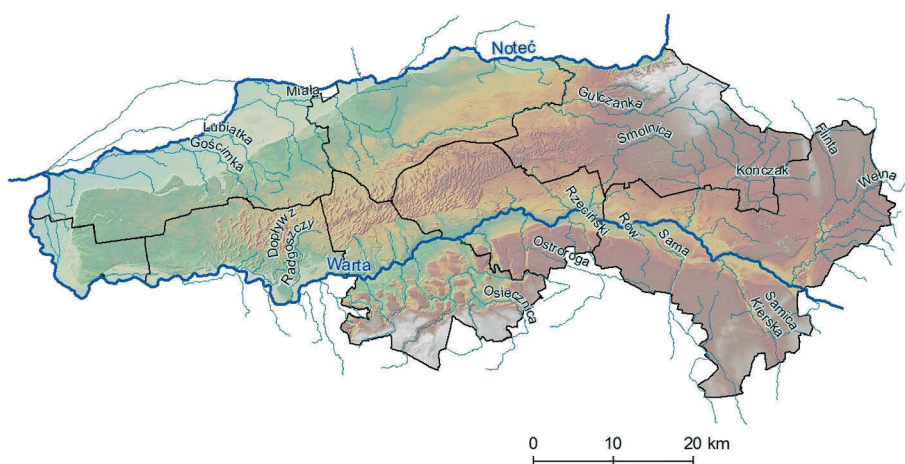 Noteć
Miała
Gulczanka
Lubiatka
Gościmka
Smolnica
Flinta
Kończak
Wełna
Dopływ z
Radgoszczy
Rzeciński
Rów
Sama
Ostroroga
Warta
Osiecznica
Samica
Kierska
0 10 20 km